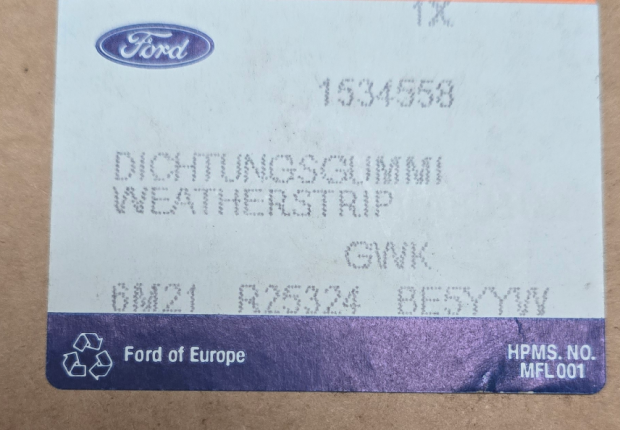 1X
Ford
1534558
DICHTUNGSGUMMI
WEATHERSTRIP
GWK
6M21 R25324 BE5YYW
Ford of Europe
HPMS. NO.
MFL001